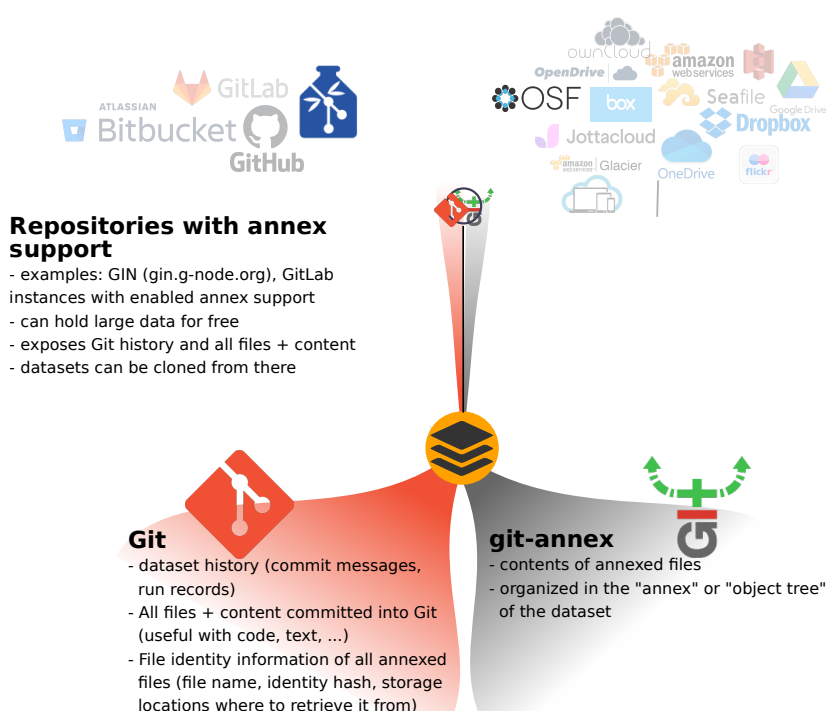 ownCloud
OpenDrive
amazon
webservices
GitLab
ATLASSIAN
Bitbucket
GitHub
OSF
box
Seafile
Google Drive
Dropbox
Jottacloud
amazon
webservices
Glacier
OneDrive
flickr
Repositories with annex
support
- examples: GIN (gin.g-node.org), GitLab
instances with enabled annex support
- can hold large data for free
- exposes Git history and all files + content
- datasets can be cloned from there
git
Git
- dataset history (commit messages,
run records)
- All files + content committed into Git
(useful with code, text, ...)
- File identity information of all annexed
files (file name, identity hash, storage
locations where to retrieve it from)
git
git-annex
- contents of annexed files
- organized in the "annex" or "object tree"
of the dataset